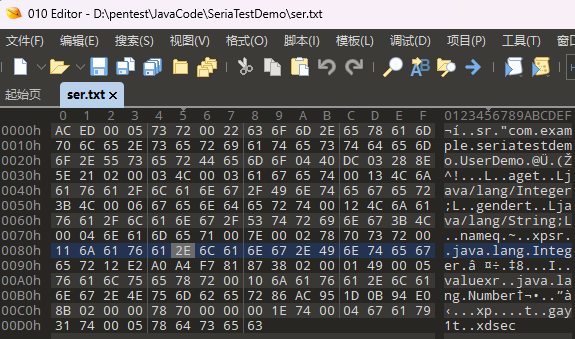 010 Editor - D:\pentest\JavaCode\SeriaTestDemo\ser.txt
文件(F) 编辑(E) 搜索(S) 视图(V) 格式(O) 脚本(I) 模板(L) 调试(D) 项目(P) 工具(T) 窗
起始页 ser.txt ×
0 1 2 3 4 5 6 7 8 9 A B C D E F 0123456789ABCDEF
0000h AC ED 00 05 73 72 00 22 63 6F 6D 2E 65 78 61 6D ¬í..sr."com.exam
0010h 70 6C 65 2E 73 65 72 69 61 74 65 73 74 64 65 6D ple.seriatestdem
0020h 6F 2E 55 73 65 72 44 65 6D 6F 04 40 DC 03 28 8E o.UserDemo.@Ü.(Ž
0030h 5E 21 02 00 03 4C 00 03 61 67 65 74 00 13 4C 6A ^!...L..aget..Lj
0040h 61 76 61 2F 6C 61 6E 67 2F 49 6E 74 65 67 65 72 ava/lang/Integer
0050h 3B 4C 00 06 67 65 6E 64 65 72 74 00 12 4C 6A 61 ;L..gendert..Lja
0060h 76 61 2F 6C 61 6E 67 2F 53 74 72 69 6E 67 3B 4C va/lang/String;L
0070h 00 04 6E 61 6D 65 71 00 7E 00 02 78 70 73 72 00 ..nameq.~..xpsr.
0080h 11 6A 61 76 61 2E 6C 61 6E 67 2E 49 6E 74 65 67 .java.lang.Integ
0090h 65 72 12 E2 A0 A4 F7 81 87 38 02 00 01 49 00 05 er.â ¤÷.‡8...I..
00A0h 76 61 6C 75 65 78 72 00 10 6A 61 76 61 2E 6C 61 valuexr..java.la
00B0h 6E 67 2E 4E 75 6D 62 65 72 86 AC 95 1D 0B 94 E0 ng.Number†¬•..”à
00C0h 8B 02 00 00 78 70 00 00 00 1E 74 00 04 67 61 79 ‹...xp....t..gay
00D0h 31 74 00 05 78 64 73 65 63 1t..xdsec